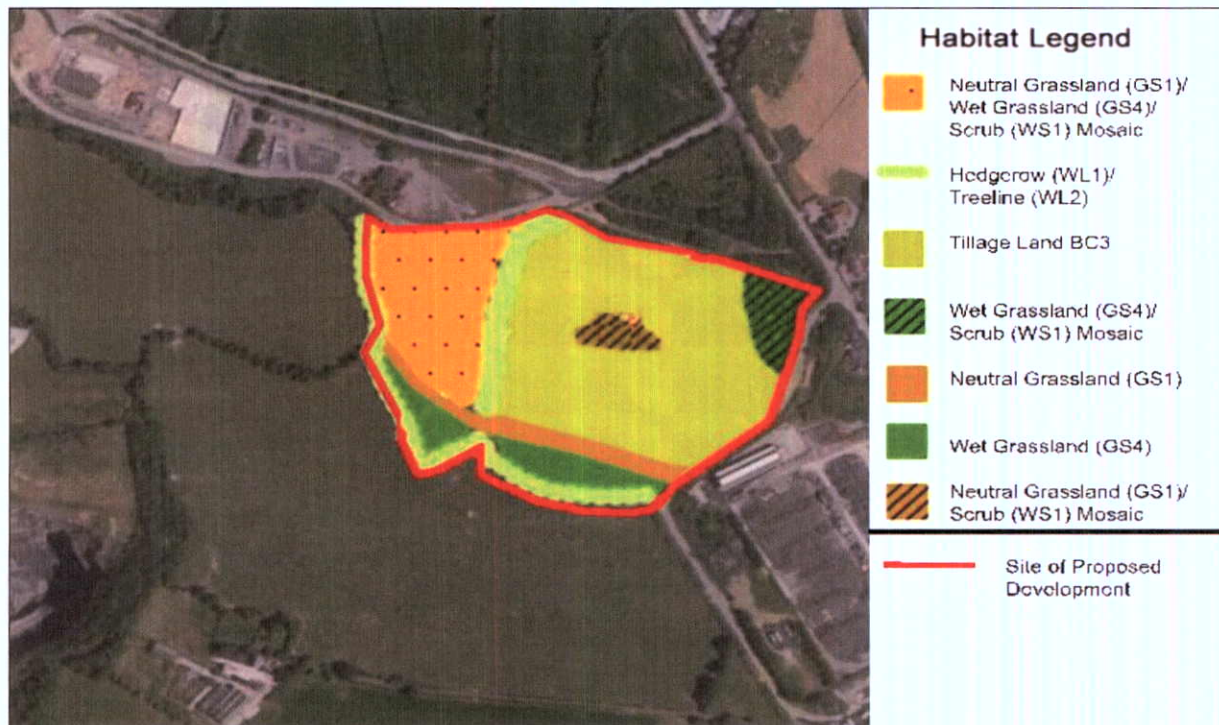 Habitat Legend
Neutral Grassland (GS1)/
Wet Grassland (GS4)/
Scrub (WS1) Mosaic
Hedgerow (WL1)/
Treeline (WL2)
Tillage Land BC3
Wet Grassland (GS4)/
Scrub (WS1) Mosaic
Neutral Grassland (GS1)
Wet Grassland (GS4)
Neutral Grassland (GS1)/
Scrub (WS1) Mosaic
Site of Proposed
Development